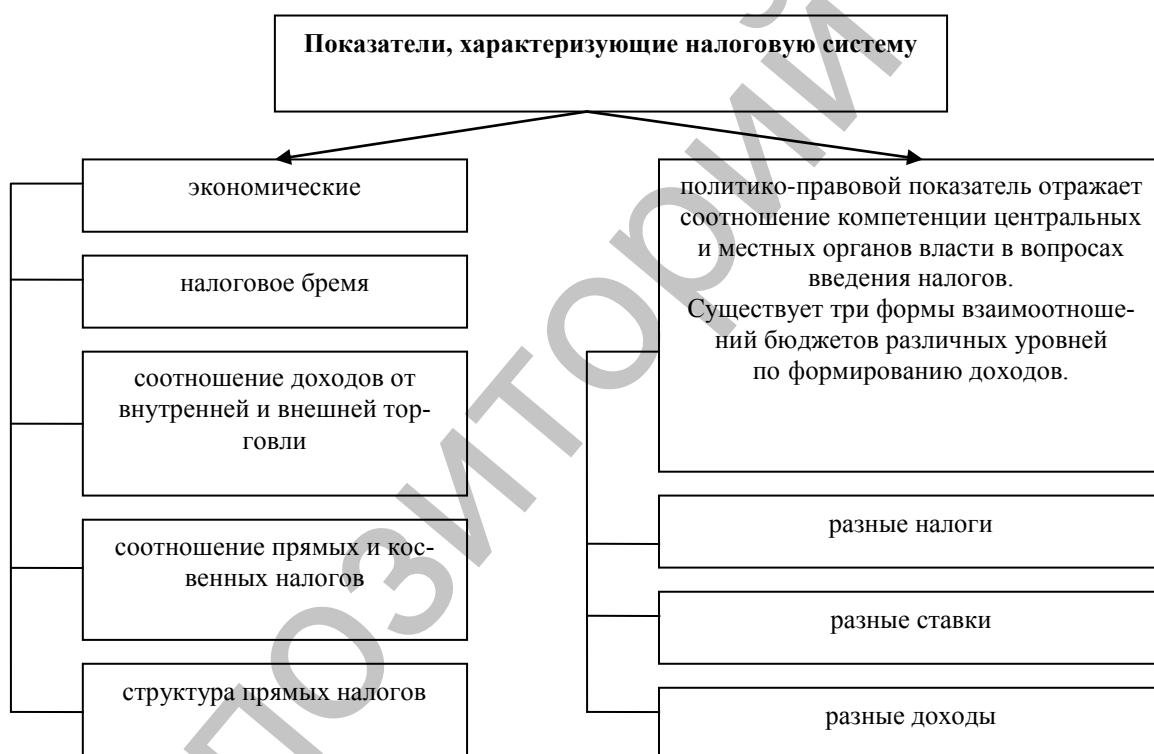 Показатели, характеризующие налоговую систему
экономические
налоговое бремя
соотношение доходов от
внутренней и внешней тор-
говли
соотношение прямых и кос-
венных налогов
структура прямых налогов
политико-правовой показатель отражает
соотношение компетенции центральных
и местных органов власти в вопросах
введения налогов.
Существует три формы взаимоотноше-
ний бюджетов различных уровней
по формированию доходов.
разные налоги
разные ставки
разные доходы
позиторий